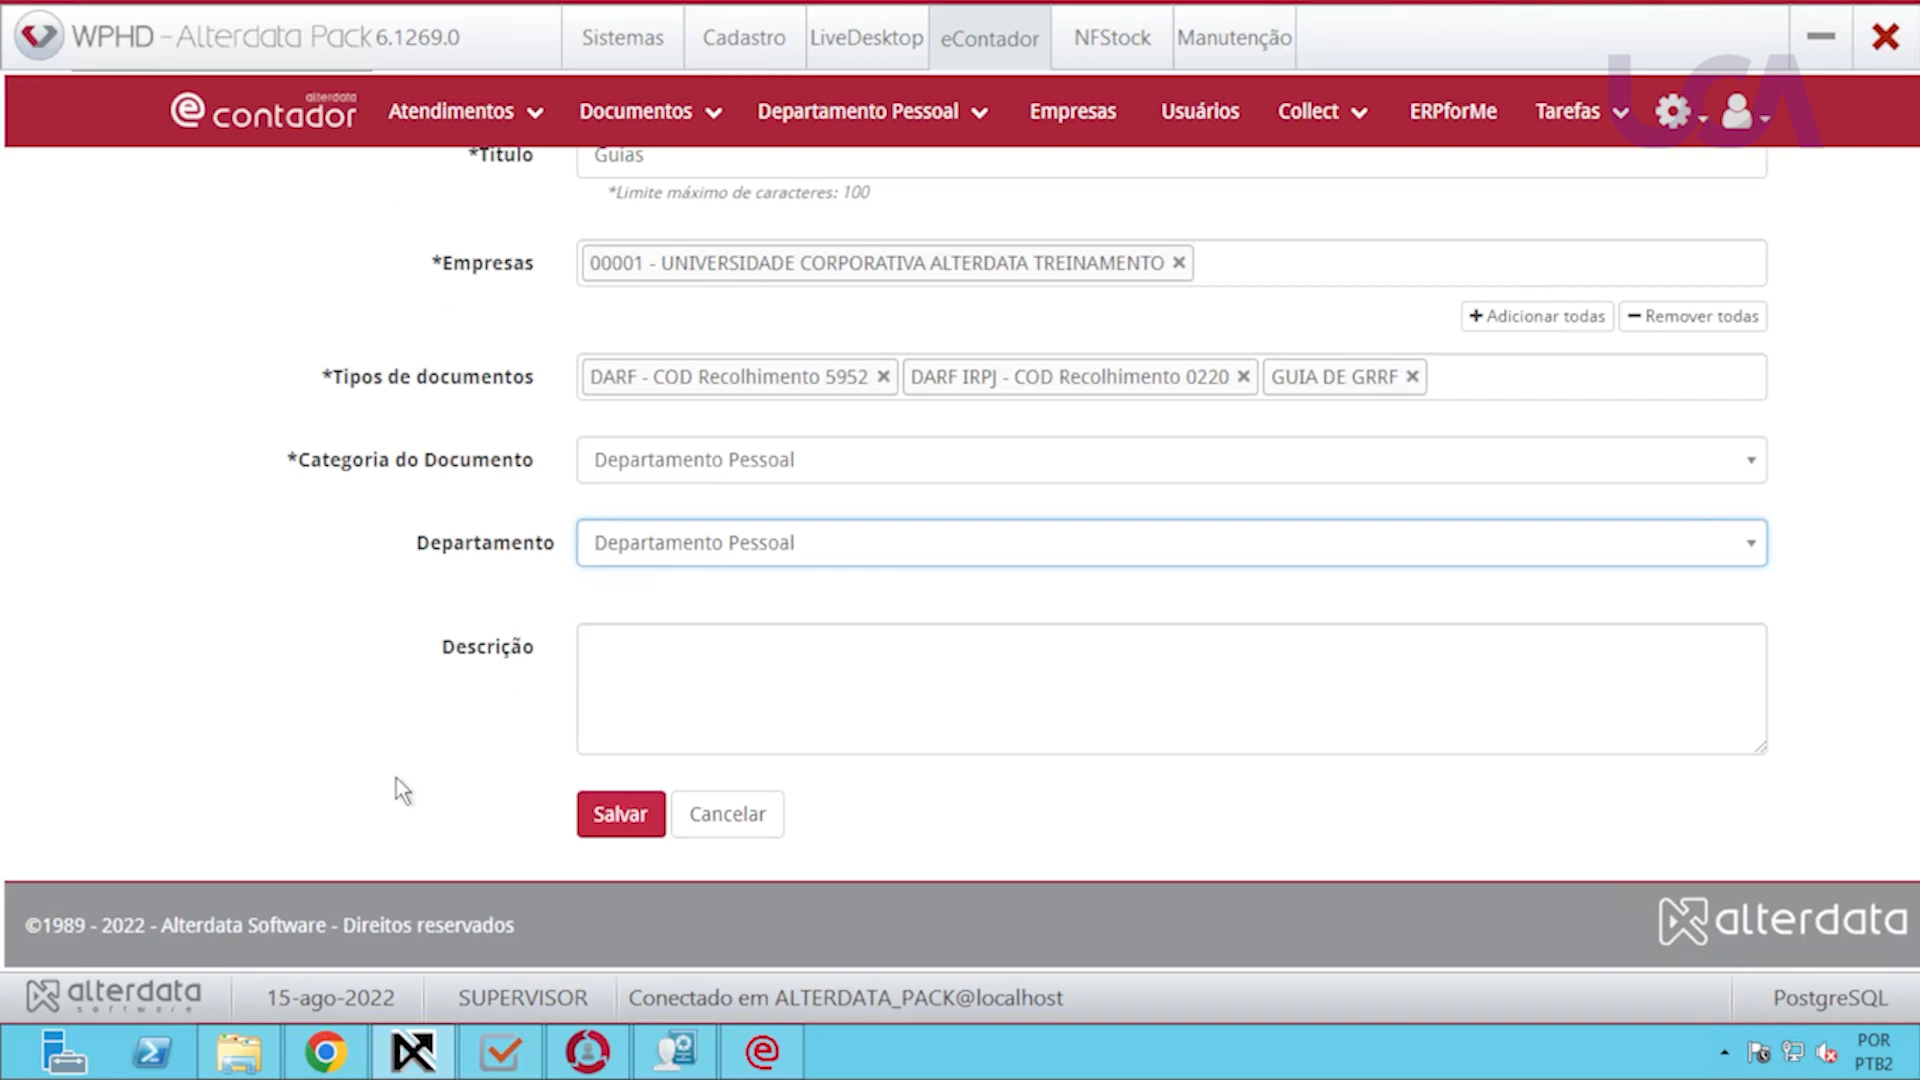 WPHD - Alterdata Pack 6.1269.0
Sistemas
Cadastro
LiveDesktop
eContador
NFStock
Manutenção
UCA
e contador alterdata
Atendimentos
Documentos
Departamento Pessoal
Empresas
Usuários
Collect
ERPforMe
Tarefas
*Título
Guias
*Limite máximo de caracteres: 100
*Empresas
00001 - UNIVERSIDADE CORPORATIVA ALTERDATA TREINAMENTO ×
+ Adicionar todas
− Remover todas
*Tipos de documentos
DARF - COD Recolhimento 5952 × DARF IRPJ - COD Recolhimento 0220 × GUIA DE GRRF ×
*Categoria do Documento
Departamento Pessoal
Departamento
Departamento Pessoal
Descrição
Salvar
Cancelar
©1989 - 2022 - Alterdata Software - Direitos reservados
alterdata
alterdata
software
15-ago-2022
SUPERVISOR
Conectado em ALTERDATA_PACK@localhost
PostgreSQL
POR
PTB2